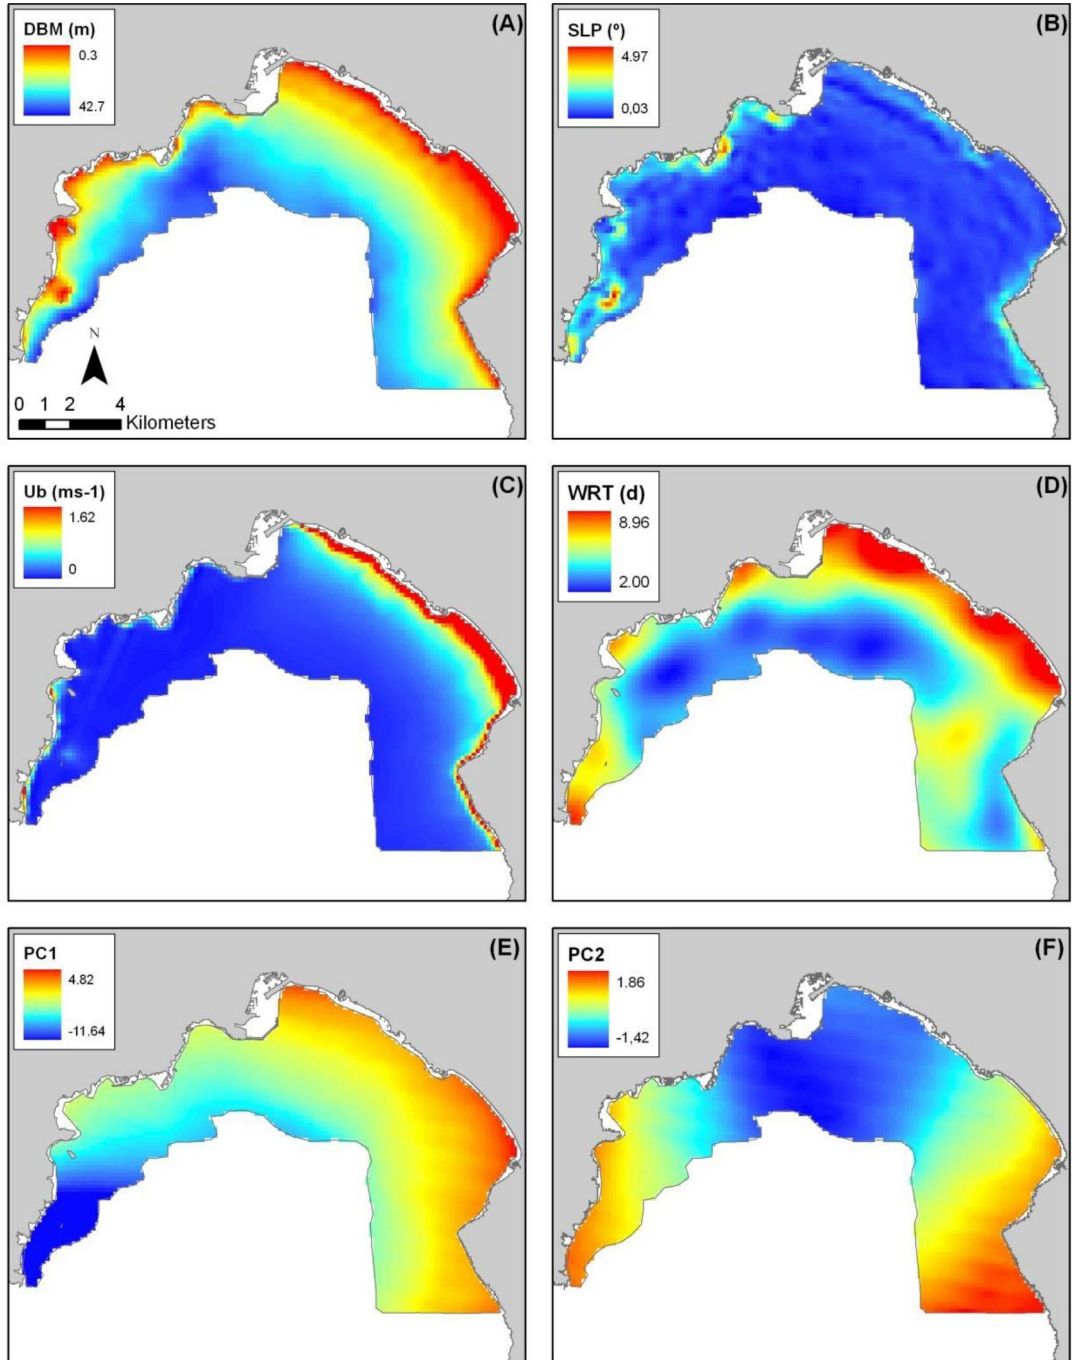 DBM (m)
0.3
42.7
(A)
N
0 1 2 4
Kilometers
SLP (º)
4.97
0,03
(B)
Ub (ms-1)
1.62
0
(C)
WRT (d)
8.96
2.00
(D)
PC1
4.82
-11.64
(E)
PC2
1.86
-1,42
(F)